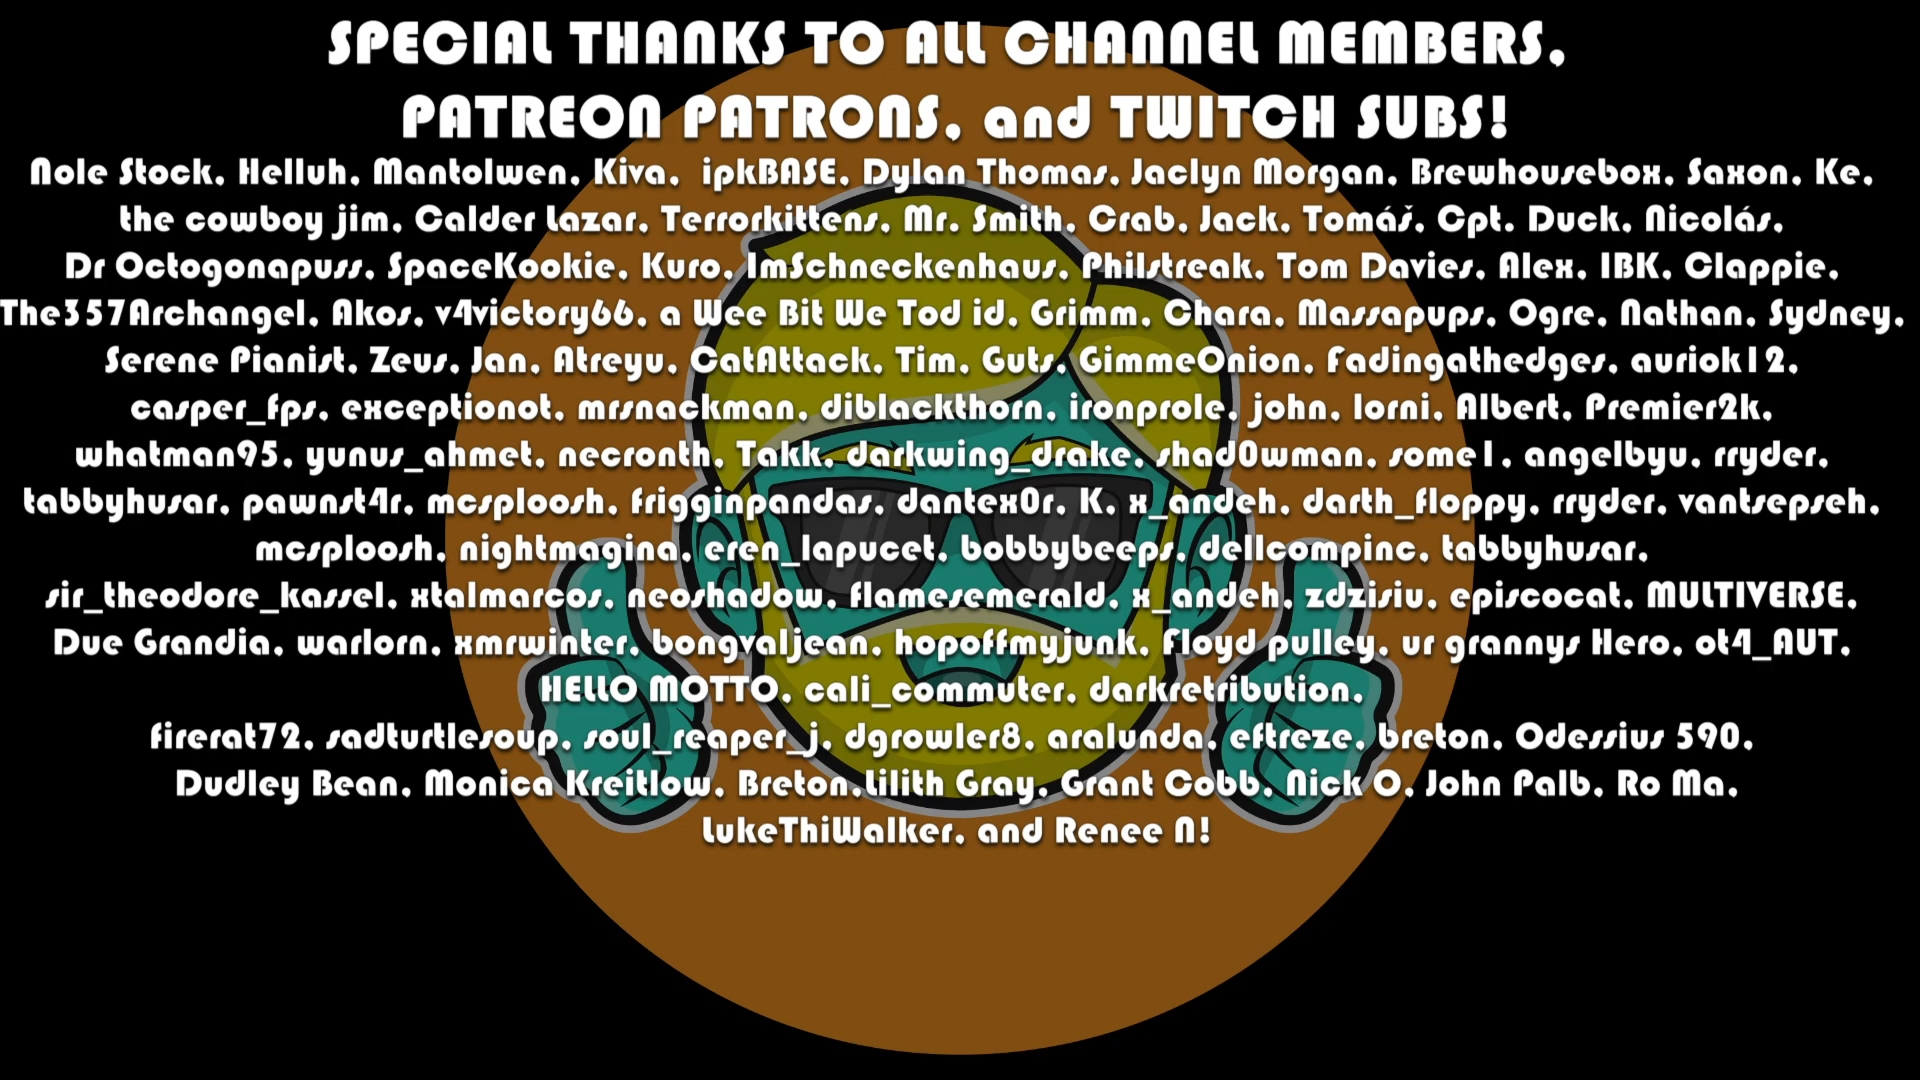 SPECIAL THANKS TO ALL CHANNEL MEMBERS,
PATREON PATRONS, and TWITCH SUBS!
Nole Stock, Helluh, Mantolwen, Kiva, ipkBASE, Dylan Thomas, Jaclyn Morgan, Brewhousebox, Saxon, Ke,
the cowboy jim, Calder Lazar, Terrorkittens, Mr. Smith, Crab, Jack, Tomáš, Cpt. Duck, Nicolás,
Dr Octogonapuss, SpaceKookie, Kuro, ImSchneckenhaus, Philstreak, Tom Davies, Alex, IBK, Clappie,
The357Archangel, Akos, v4victory66, a Wee Bit We Tod id, Grimm, Chara, Massapups, Ogre, Nathan, Sydney,
Serene Pianist, Zeus, Jan, Atreyu, CatAttack, Tim, Guts, GimmeOnion, Fadingathedges, auriok12,
casper_fps, exceptionot, mrsnackman, diblackthorn, ironprole, john, lorni, Albert, Premier2k,
whatman95, yunus_ahmet, necronth, Takk, darkwing_drake, shad0wman, some1, angelbyu, rryder,
tabbyhusar, pawnst4r, mcsploosh, frigginpandas, dantex0r, K, x_andeh, darth_floppy, rryder, vantsepseh,
mcsploosh, nightmagina, eren_lapucet, bobbybeeps, dellcompinc, tabbyhusar,
sir_theodore_kassel, xtalmarcos, neoshadow, flamesemerald, x_andeh, zdzisiu, episcocat, MULTIVERSE,
Due Grandia, warlorn, xmrwinter, bongvaljean, hopoffmyjunk, Floyd pulley, ur grannys Hero, ot4_AUT,
HELLO MOTTO, cali_commuter, darkretribution,
firerat72, sadturtlesoup, soul_reaper_j, dgrowler8, aralunda, eftreze, breton, Odessius 590,
Dudley Bean, Monica Kreitlow, Breton,Lilith Gray, Grant Cobb, Nick O, John Palb, Ro Ma,
LukeThiWalker, and Renee N!